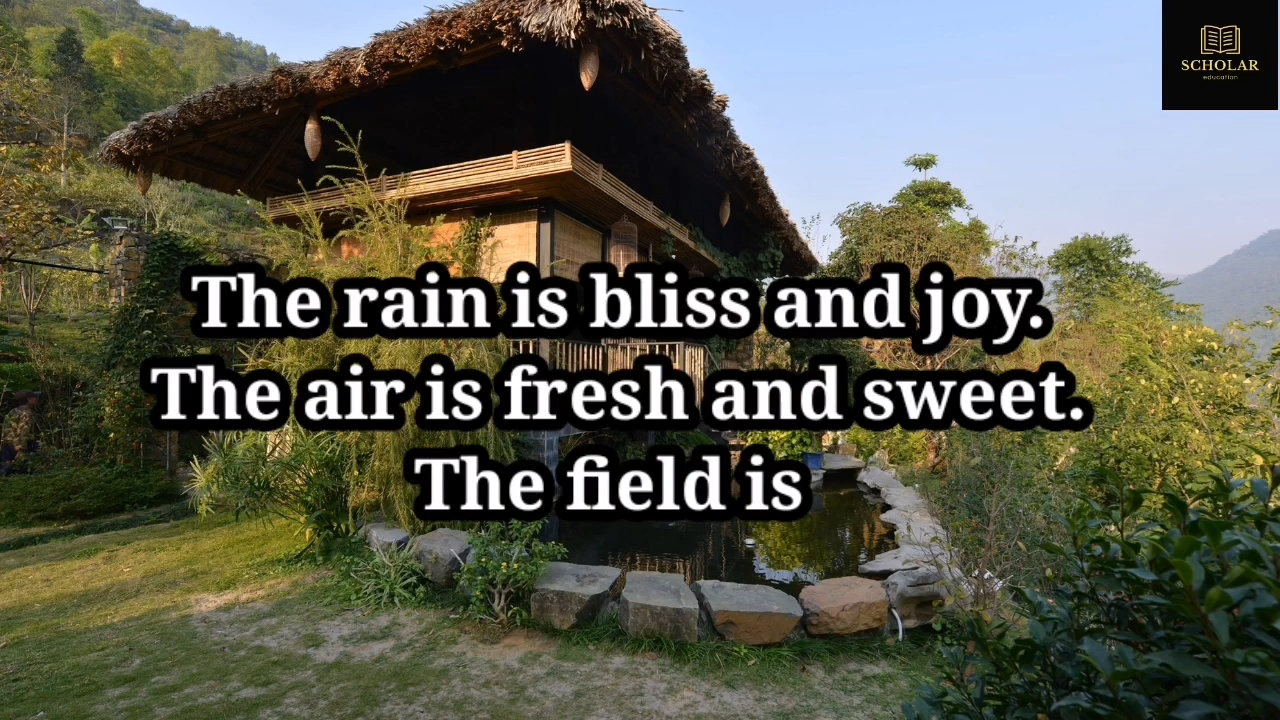 SCHOLAR
education
The rain is bliss and joy.
The air is fresh and sweet.
The field is